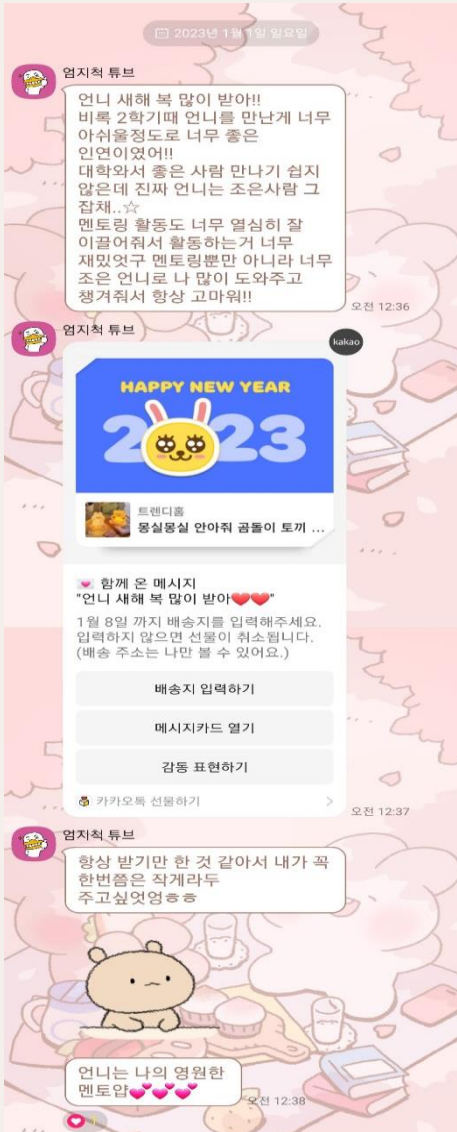 2023년 1월 1일 일요일
엄지척 튜브
언니 새해 복 많이 받아!!
비록 2학기때 언니를 만난게 너무
아쉬울정도로 너무 좋은
인연이였어!!
대학와서 좋은 사람 만나기 쉽지
않은데 진짜 언니는 조은사람 그
잡채..☆
멘토링 활동도 너무 열심히 잘
이끌어줘서 활동하는거 너무
재밌엇구 멘토링뿐만 아니라 너무
조은 언니로 나 많이 도와주고
챙겨줘서 항상 고마워!!
오전 12:36
엄지척 튜브
kakao
HAPPY NEW YEAR
2023
트렌디홈
몽실몽실 안아줘 곰돌이 토끼 ...
💌 함께 온 메시지
"언니 새해 복 많이 받아❤️❤️"
1월 8일 까지 배송지를 입력해주세요.
입력하지 않으면 선물이 취소됩니다.
(배송 주소는 나만 볼 수 있어요.)
배송지 입력하기
메시지카드 열기
감동 표현하기
카카오톡 선물하기 >
오전 12:37
엄지척 튜브
항상 받기만 한 것 같아서 내가 꼭
한번쯤은 작게라두
주고싶엇엉ㅎㅎ
언니는 나의 영원한
멘토얍💕💕💕
오전 12:38
1